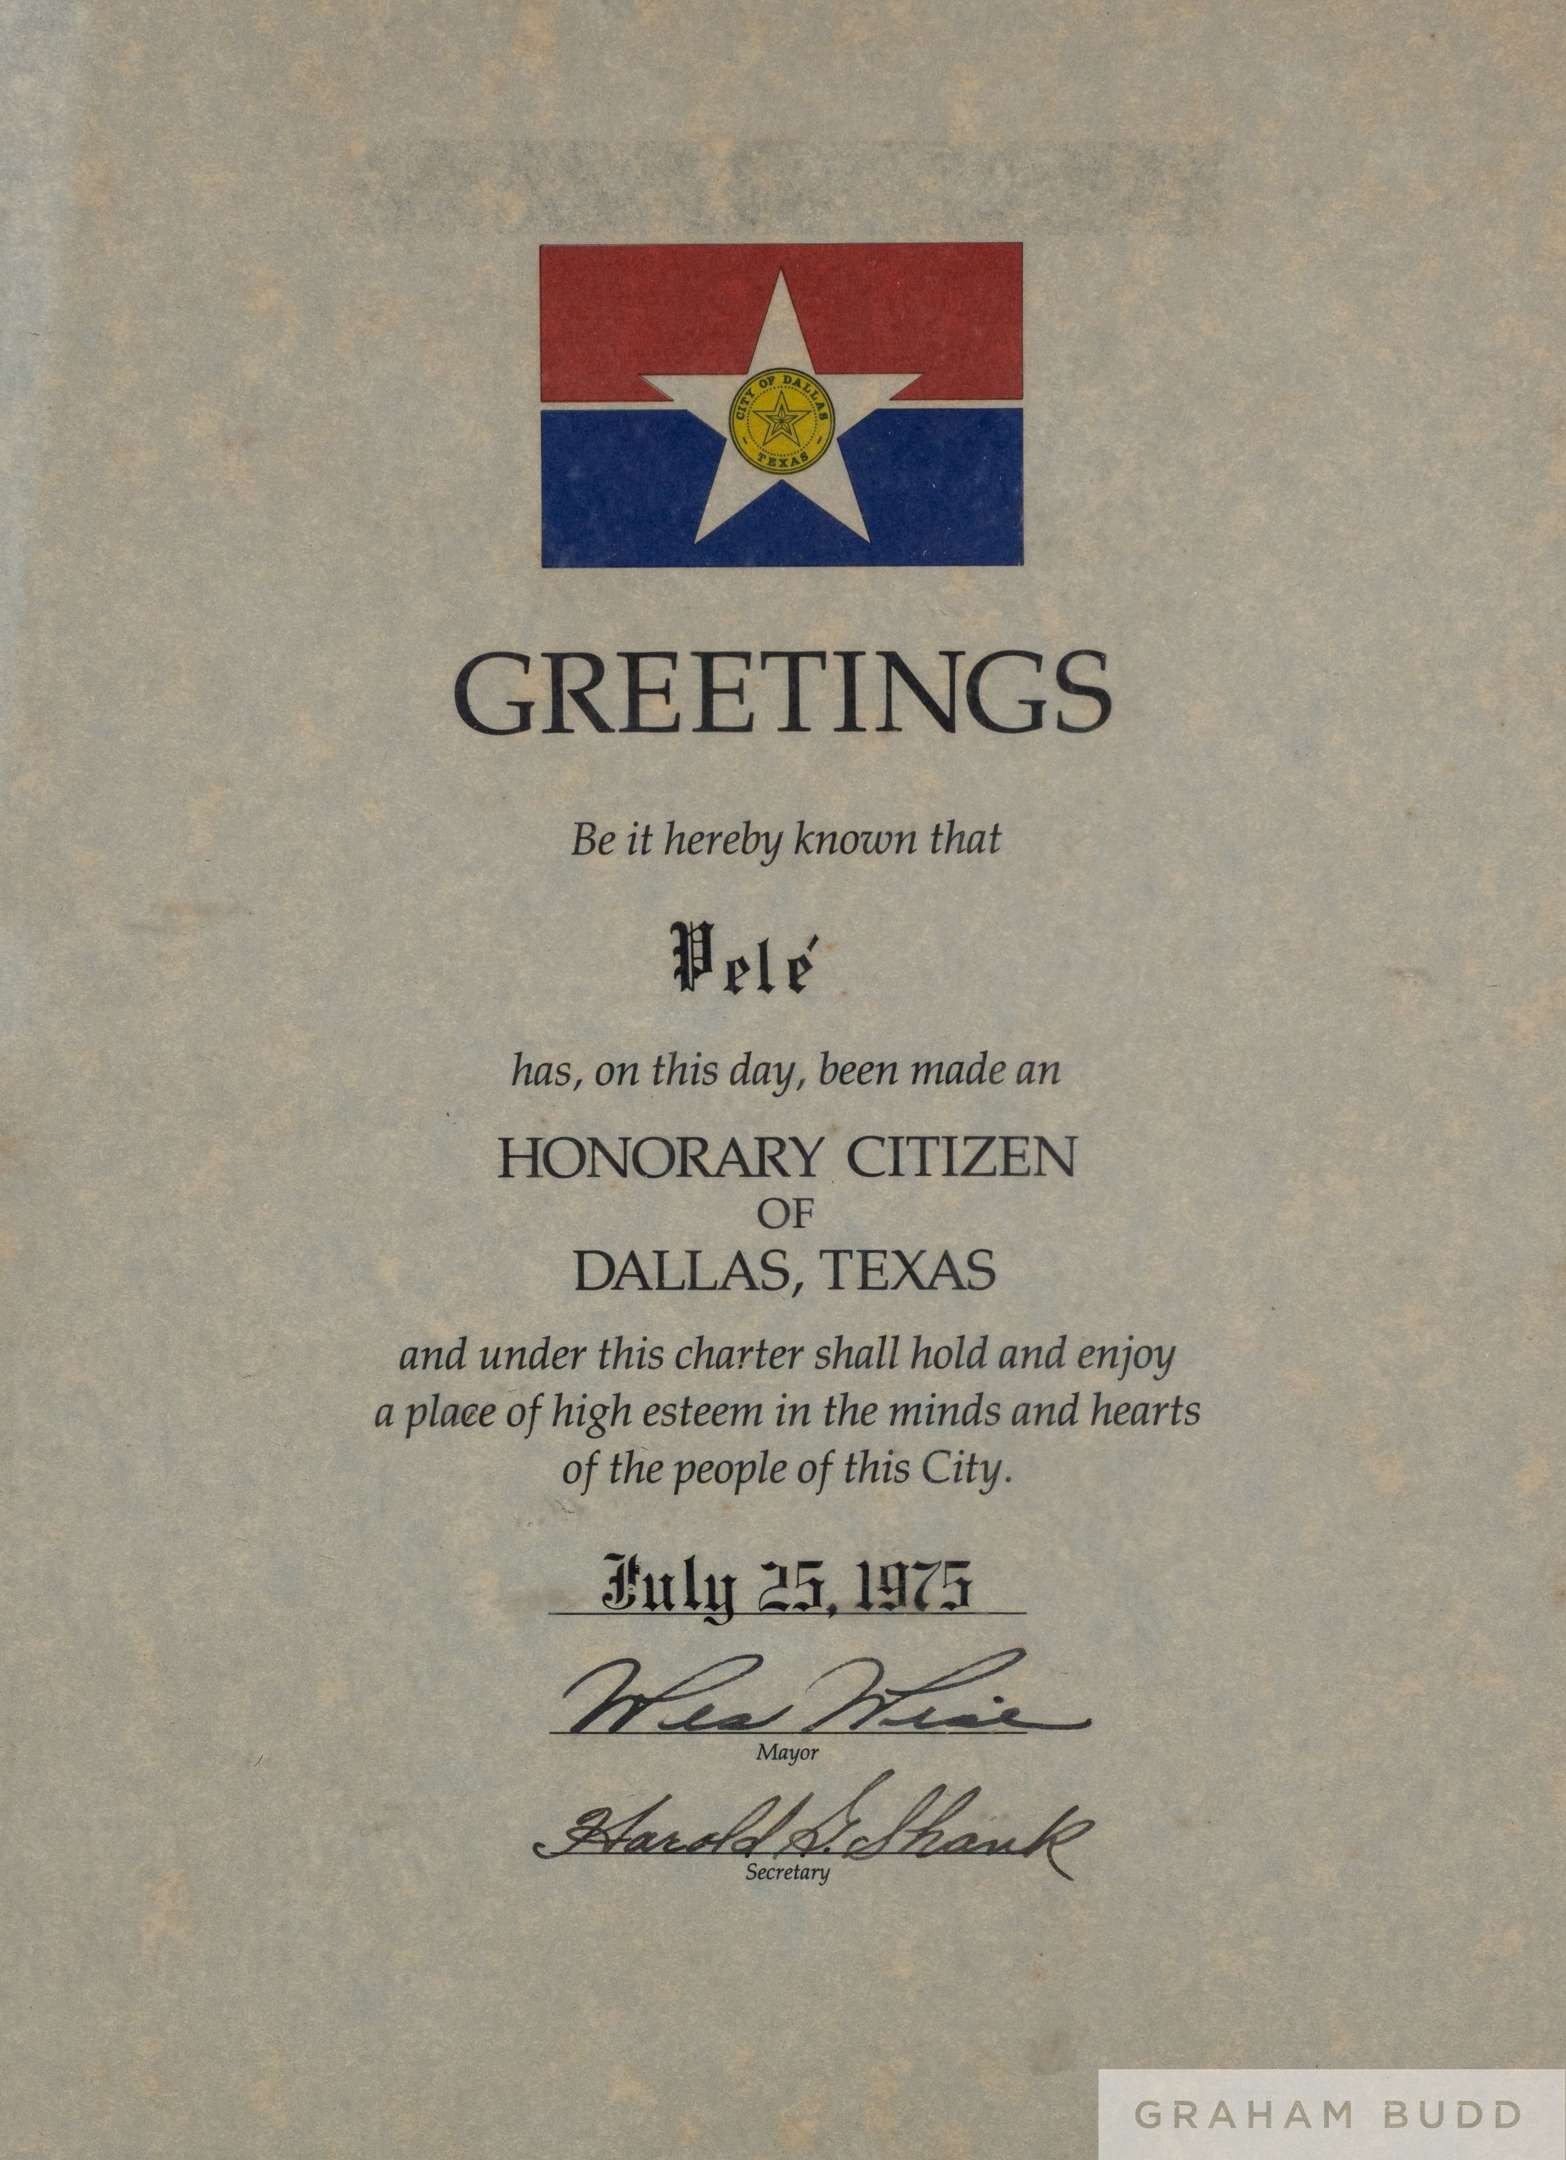 CITY OF DALLAS
TEXAS
GREETINGS
Be it hereby known that
Pelé
has, on this day, been made an
HONORARY CITIZEN
OF
DALLAS, TEXAS
and under this charter shall hold and enjoy
a place of high esteem in the minds and hearts
of the people of this City.
July 25, 1975
Wes Wise
Mayor
Harold G. Shank
Secretary
GRAHAM BUDD